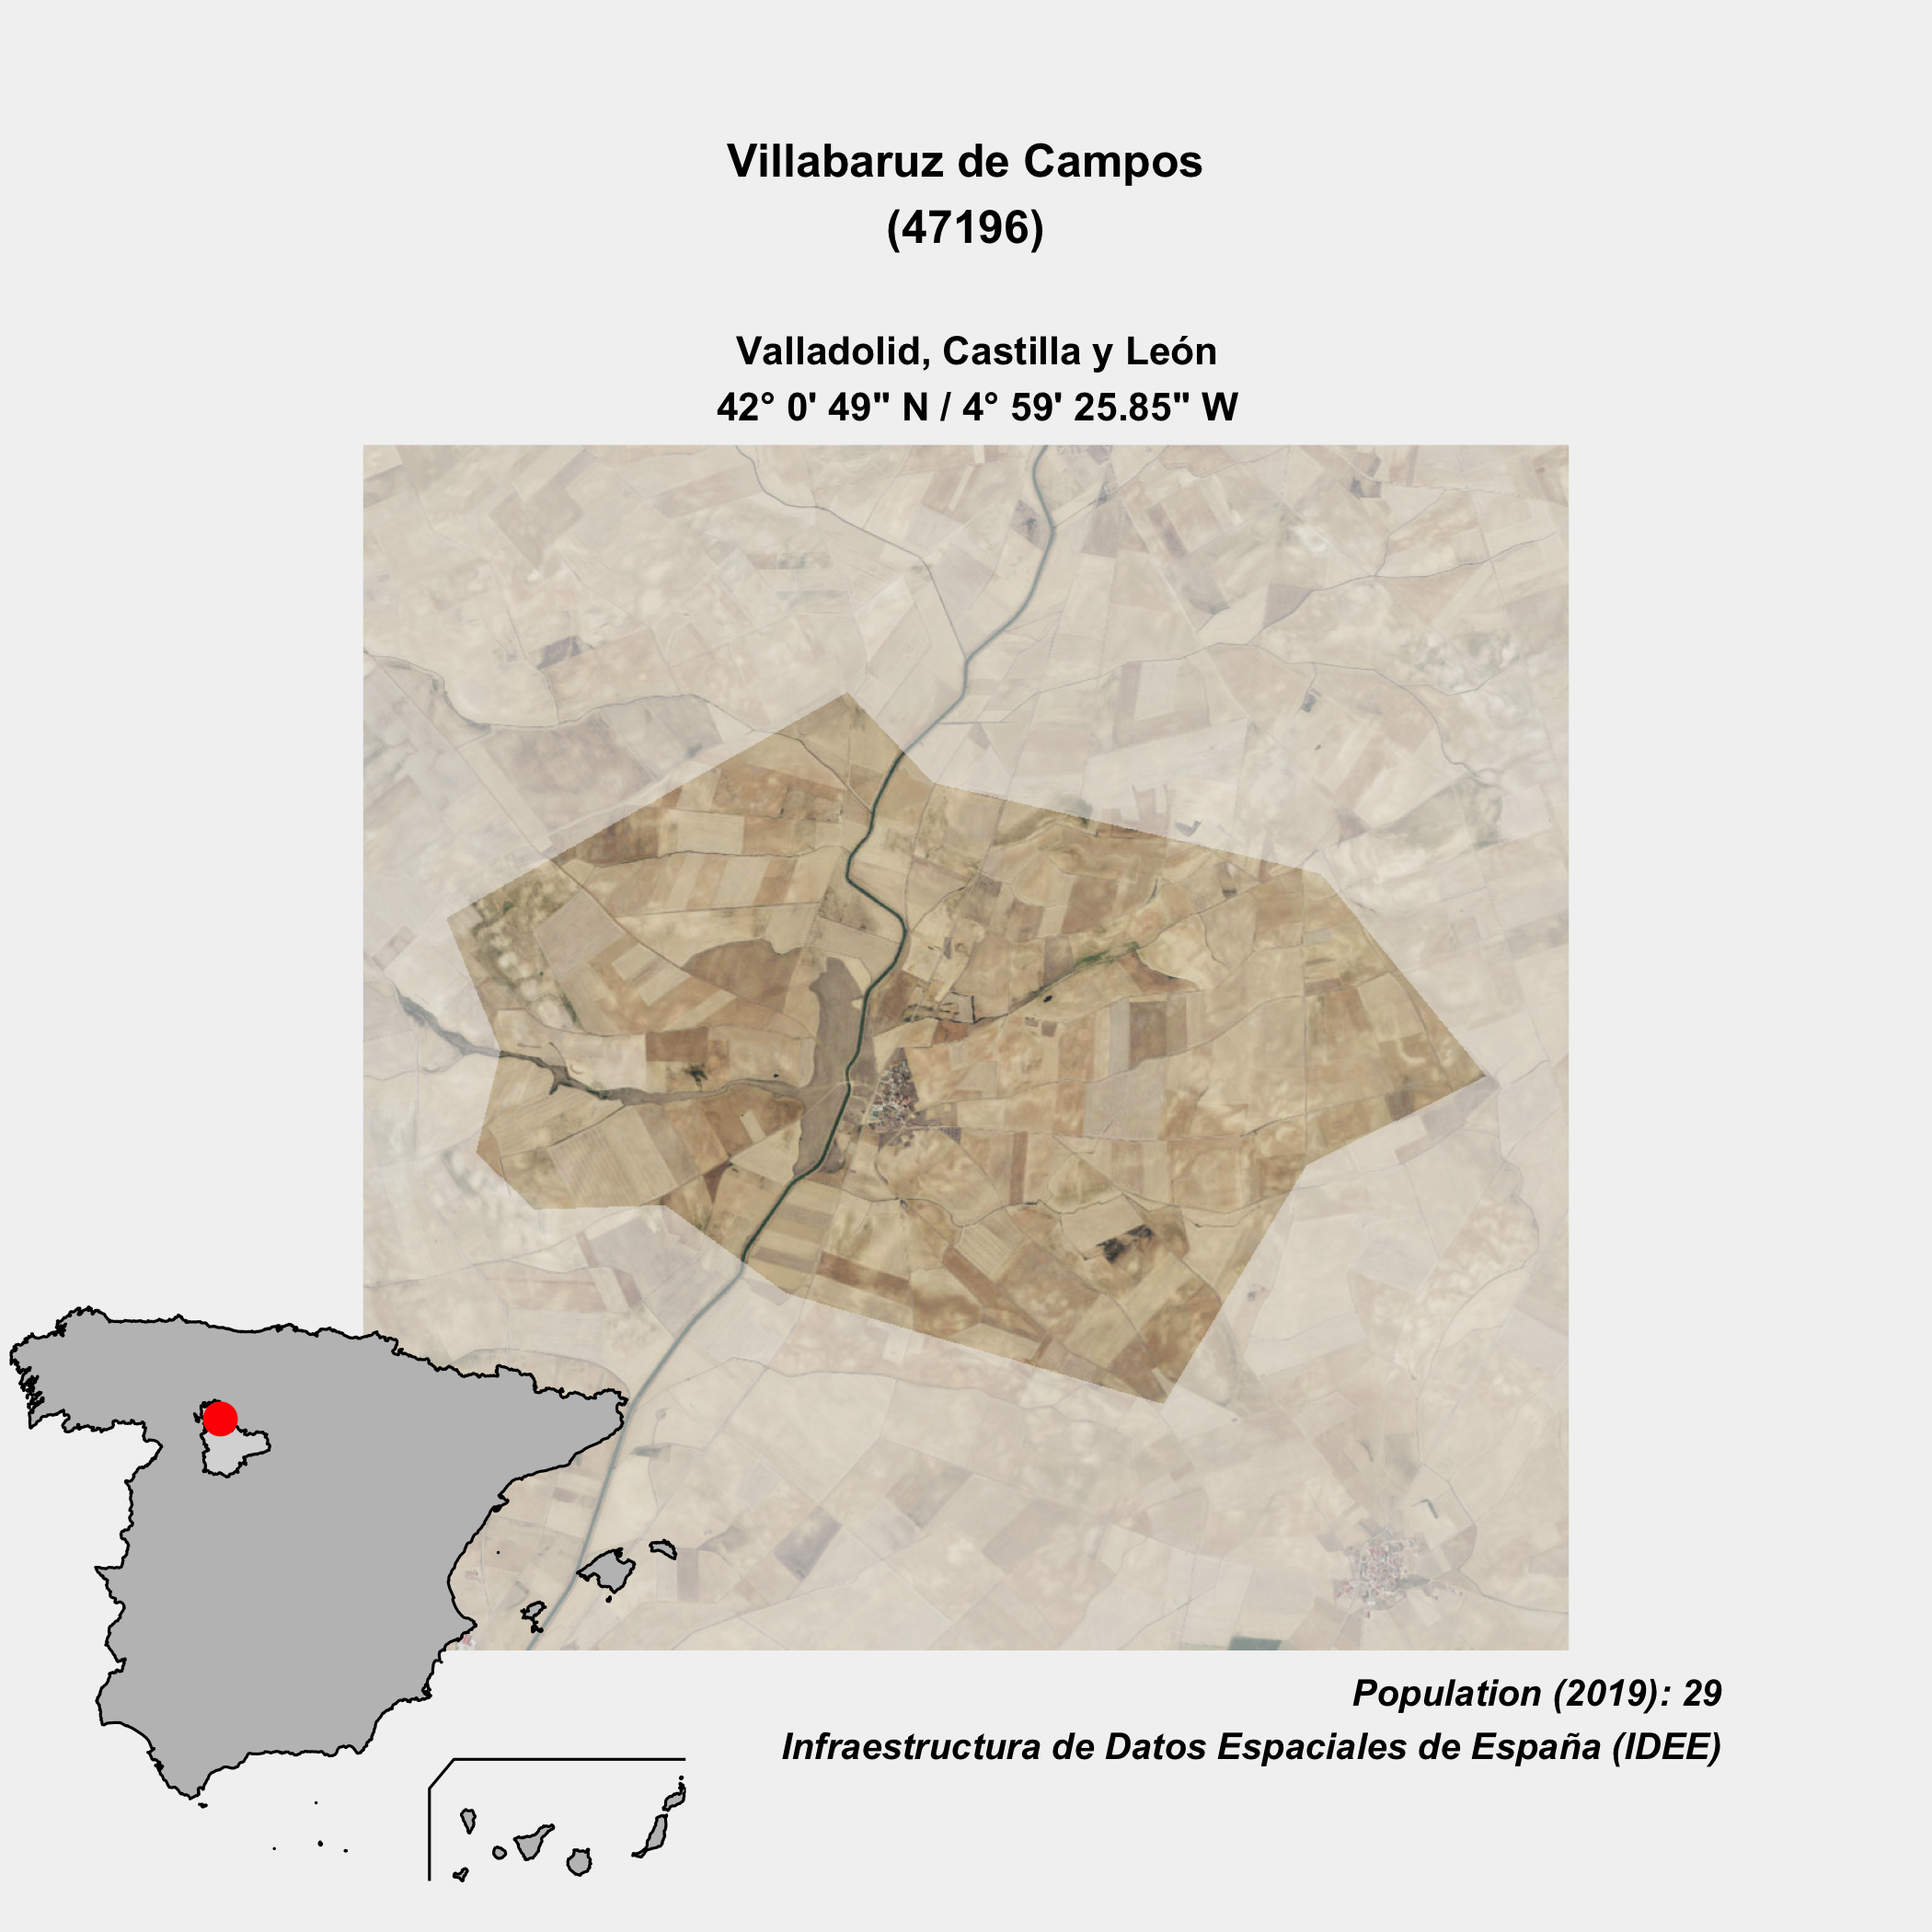 Villabaruz de Campos
(47196)
Valladolid, Castilla y León
42° 0' 49" N / 4° 59' 25.85" W
Population (2019): 29
Infraestructura de Datos Espaciales de España (IDEE)